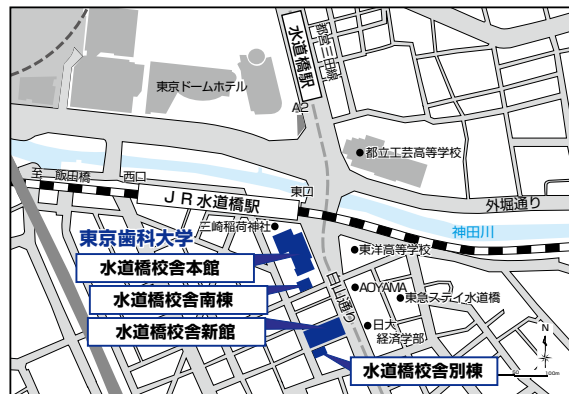 水道橋駅
都営三田線
東京ドームホテル
A2
都立工芸高等学校
至 飯田橋
西口
JR水道橋駅
東口
外堀通り
神田川
三崎稲荷神社
東京歯科大学
水道橋校舎本館
東洋高等学校
白山通り
水道橋校舎南棟
AOYAMA
東急ステイ水道橋
水道橋校舎新館
日大
経済学部
水道橋校舎別棟
N
50
100m